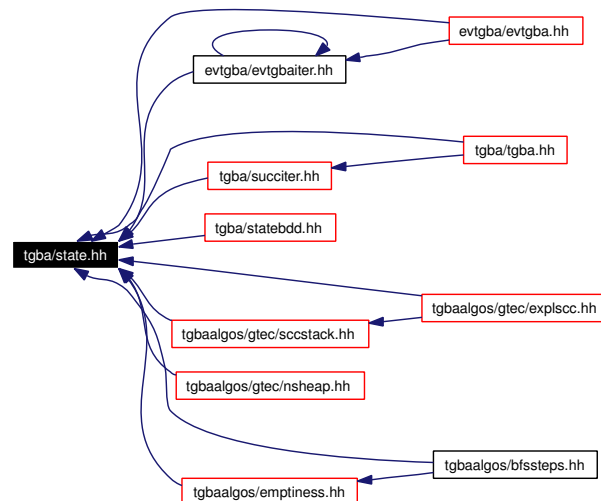 evtgba/evtgba.hh
evtgba/evtgbaiter.hh
tgba/tgba.hh
tgba/succiter.hh
tgba/statebdd.hh
tgba/state.hh
tgbaalgos/gtec/explscc.hh
tgbaalgos/gtec/sccstack.hh
tgbaalgos/gtec/nsheap.hh
tgbaalgos/bfssteps.hh
tgbaalgos/emptiness.hh